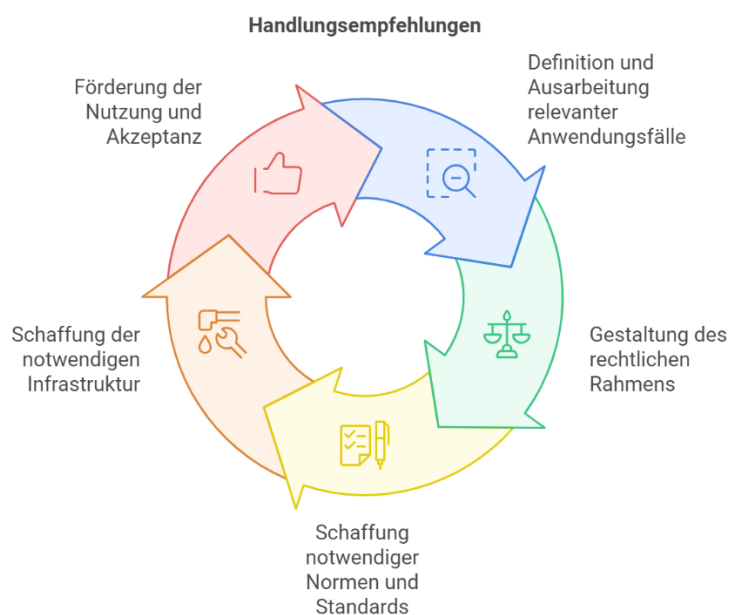 Handlungsempfehlungen
Definition und
Ausarbeitung
relevanter
Anwendungsfälle
Gestaltung des
rechtlichen
Rahmens
Schaffung
notwendiger
Normen und
Standards
Schaffung der
notwendigen
Infrastruktur
Förderung der
Nutzung und
Akzeptanz